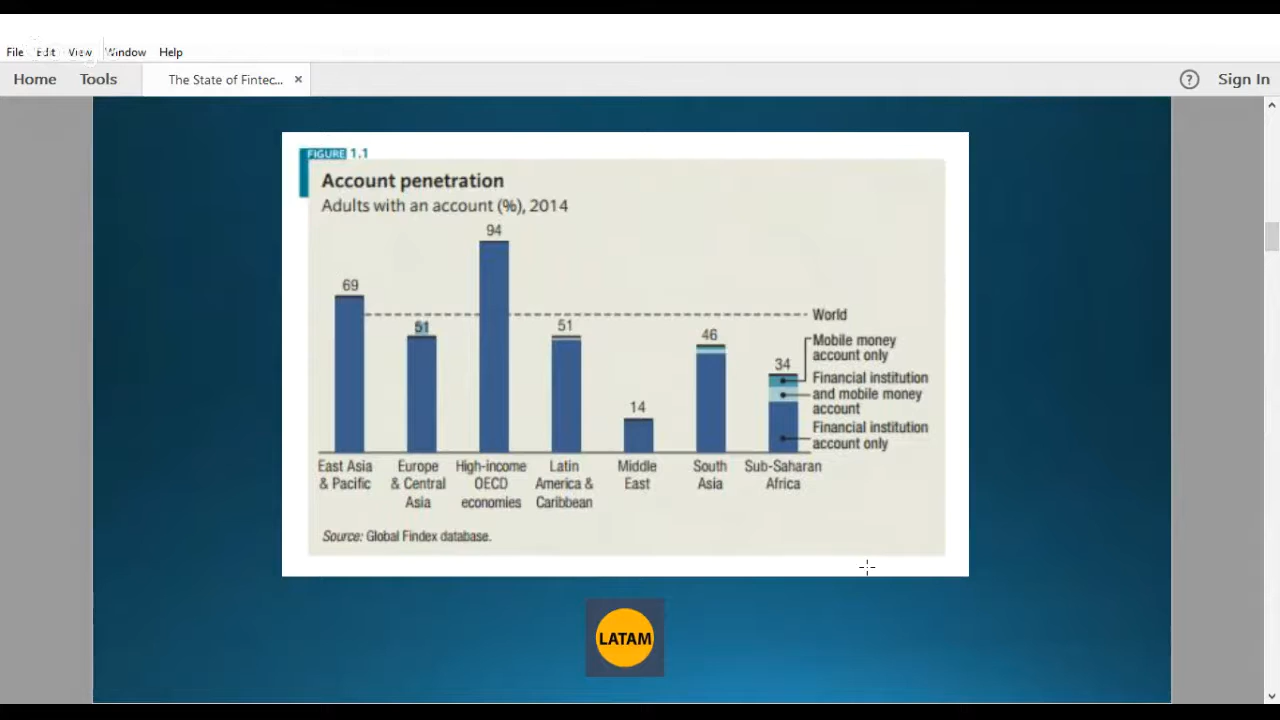 File Edit View Window Help
Home Tools The State of Fintec... × ? Sign In
FIGURE 1.1
Account penetration
Adults with an account (%), 2014
94
69
World
51
51
46
Mobile money
account only
34
Financial institution
and mobile money
account
14
Financial institution
account only
East Asia
& Pacific
Europe
& Central
Asia
High-income
OECD
economies
Latin
America &
Caribbean
Middle
East
South
Asia
Sub-Saharan
Africa
Source: Global Findex database.
LATAM